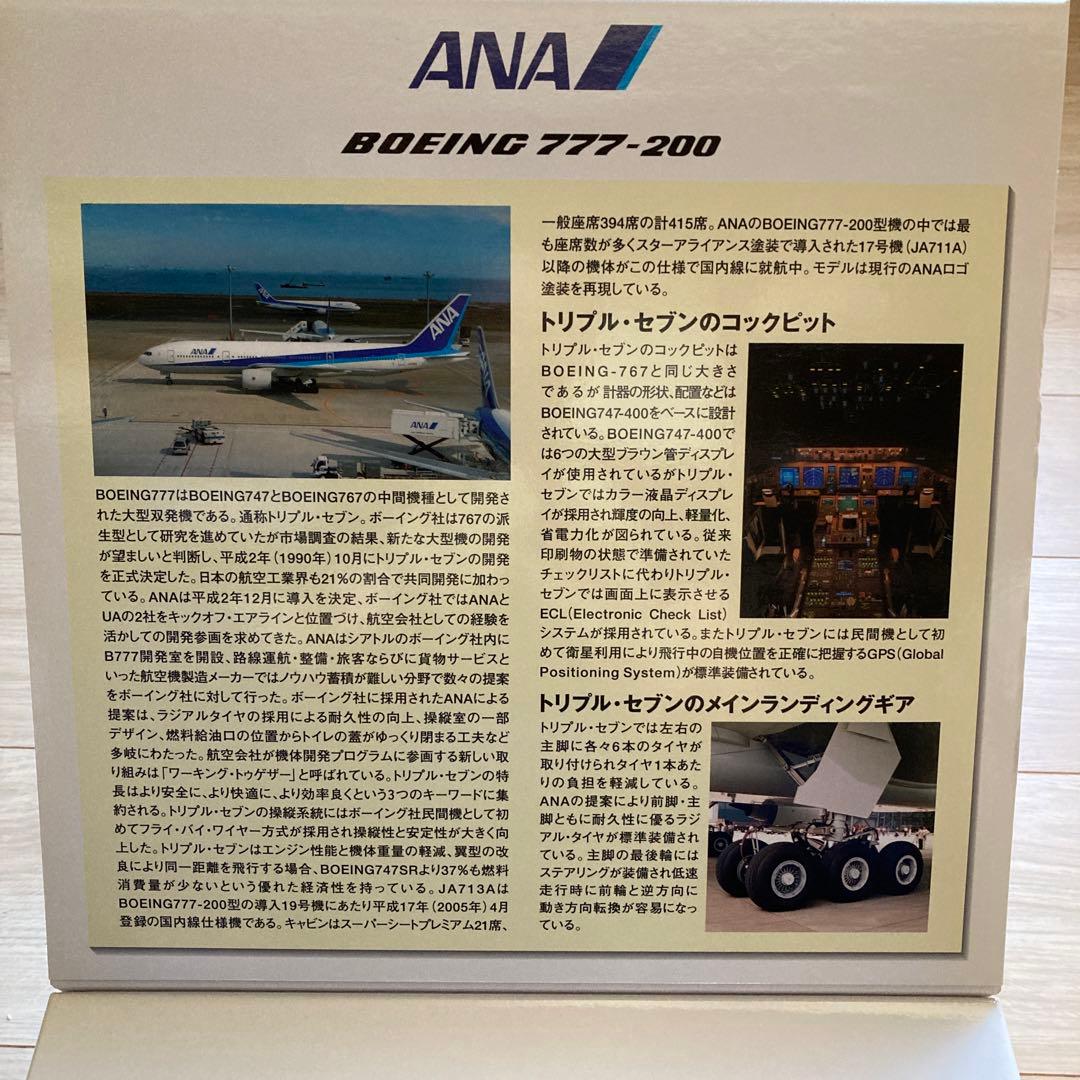 ANA
BOEING 777-200
BOEING777はBOEING747とBOEING767の中間機種として開発さ
れた大型双発機である。通称トリプル・セブン。ボーイング社は767の派
生型として研究を進めていたが市場調査の結果、新たな大型機の開発
が望ましいと判断し、平成2年（1990年）10月にトリプル・セブンの開発
を正式決定した。日本の航空工業界も21%の割合で共同開発に加わっ
ている。ANAは平成2年12月に導入を決定、ボーイング社ではANAと
UAの2社をキックオフ・エアラインと位置づけ、航空会社としての経験を
活かしての開発参画を求めてきた。ANAはシアトルのボーイング社内に
B777開発室を開設、路線運航・整備・旅客ならびに貨物サービスと
いった航空機製造メーカーではノウハウ蓄積が難しい分野で数々の提案
をボーイング社に対して行った。ボーイング社に採用されたANAによる
提案は、ラジアルタイヤの採用による耐久性の向上、操縦室の一部
デザイン、燃料給油口の位置からトイレの蓋がゆっくり閉まる工夫など
多岐にわたった。航空会社が機体開発プログラムに参画する新しい取
り組みは「ワーキング・トゥゲザー」と呼ばれている。トリプル・セブンの特
長はより安全に、より快適に、より効率良くという3つのキーワードに集
約される。トリプル・セブンの操縦系統にはボーイング社民間機として初
めてフライ・バイ・ワイヤー方式が採用され操縦性と安定性が大きく向
上した。トリプル・セブンはエンジン性能と機体重量の軽減、翼型の改
良により同一距離を飛行する場合、BOEING747SRより37%も燃料
消費量が少ないという優れた経済性を持っている。JA713Aは
BOEING777-200型の導入19号機にあたり平成17年（2005年）4月
登録の国内線仕様機である。キャビンはスーパーシートプレミアム21席、
一般座席394席の計415席。ANAのBOEING777-200型機の中では最
も座席数が多くスターアライアンス塗装で導入された17号機（JA711A）
以降の機体がこの仕様で国内線に就航中。モデルは現行のANAロゴ
塗装を再現している。
トリプル・セブンのコックピット
トリプル・セブンのコックピットは
BOEING-767と同じ大きさ
であるが計器の形状、配置などは
BOEING747-400をベースに設計
されている。BOEING747-400で
は6つの大型ブラウン管ディスプレ
イが使用されているがトリプル・
セブンではカラー液晶ディスプレ
イが採用され輝度の向上、軽量化、
省電力化が図られている。従来
印刷物の状態で準備されていた
チェックリストに代わりトリプル・
セブンでは画面上に表示させる
ECL（Electronic Check List）
システムが採用されている。またトリプル・セブンには民間機として初
めて衛星利用により飛行中の自機位置を正確に把握するGPS（Global
Positioning System）が標準装備されている。
トリプル・セブンのメインランディングギア
トリプル・セブンでは左右の
主脚に各々6本のタイヤが
取り付けられタイヤ1本あた
りの負担を軽減している。
ANAの提案により前脚・主
脚ともに耐久性に優るラジ
アル・タイヤが標準装備され
ている。主脚の最後輪には
ステアリングが装備され低速
走行時に前輪と逆方向に
動き方向転換が容易になっ
ている。